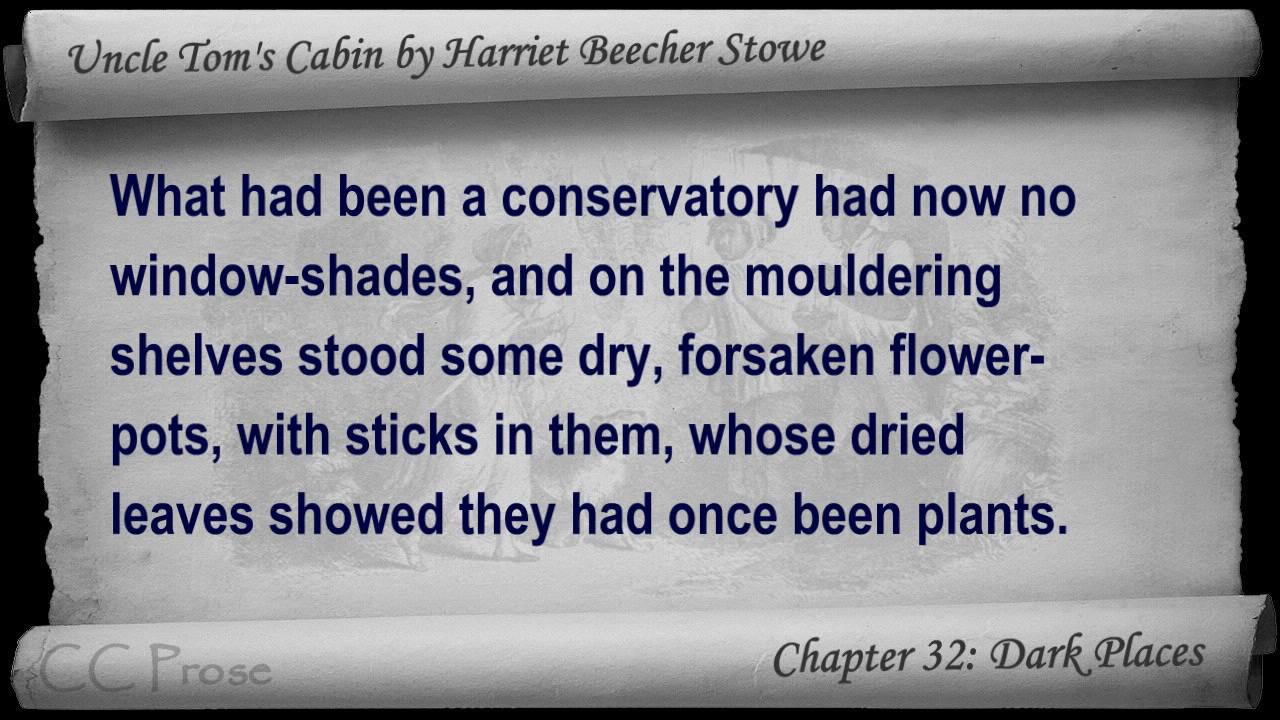 Uncle Tom's Cabin by Harriet Beecher Stowe
What had been a conservatory had now no
window-shades, and on the mouldering
shelves stood some dry, forsaken flower-
pots, with sticks in them, whose dried
leaves showed they had once been plants.
CC Prose
Chapter 32: Dark Places